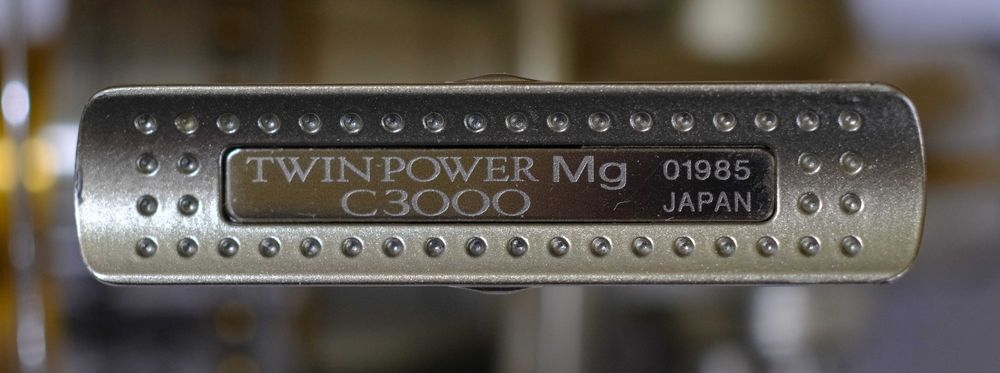 TWIN·POWER Mg 01985
C3000 JAPAN